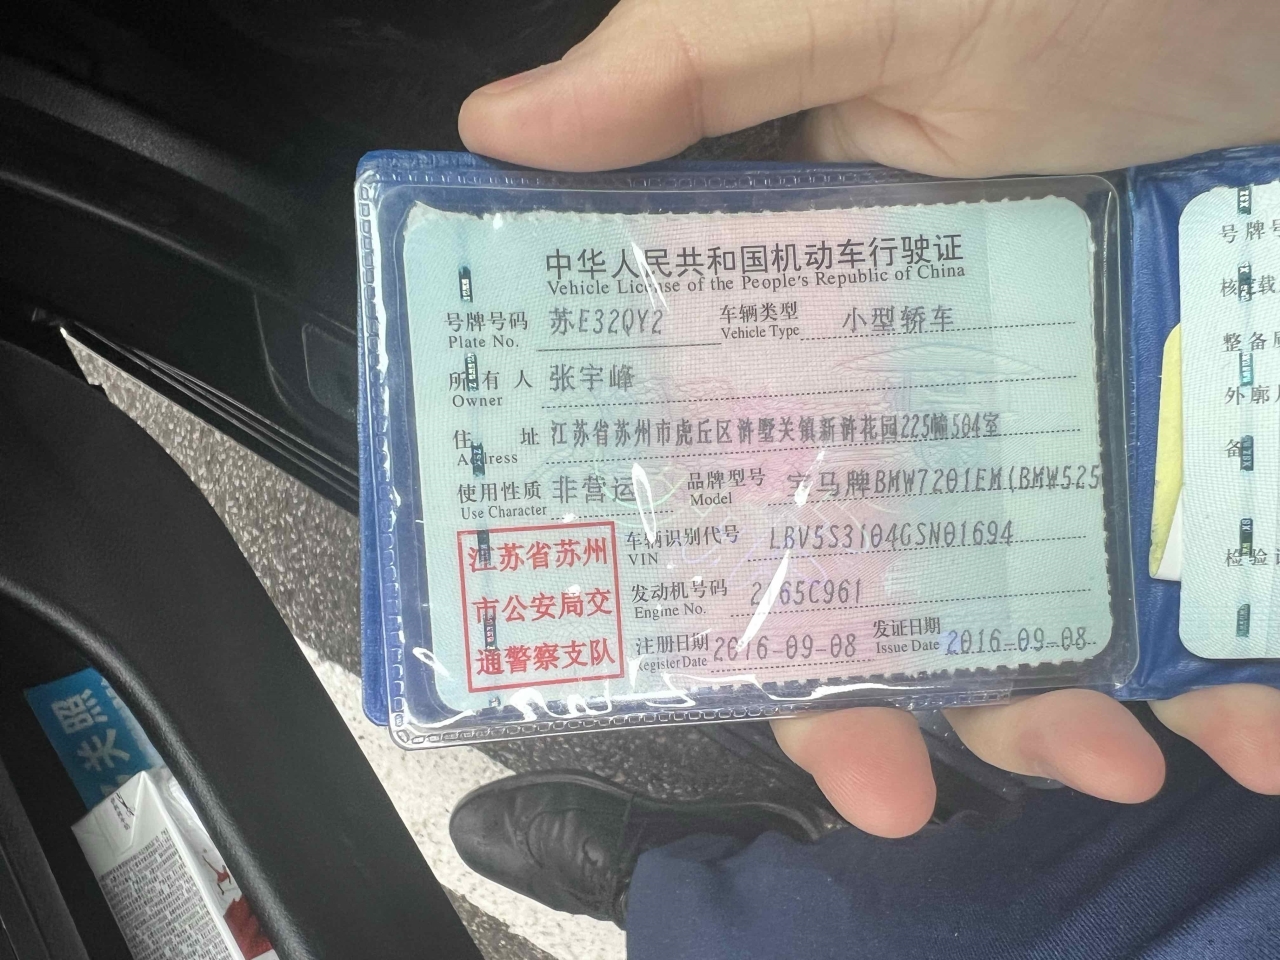 中华人民共和国机动车行驶证
Vehicle License of the People's Republic of China
号牌号码 苏E32QY2 车辆类型 小型轿车
Plate No. Vehicle Type
所有人 张宇峰
Owner
住 址 江苏省苏州市虎丘区浒墅关镇新浒花园225幢504室
Address
使用性质 非营运 品牌型号 宝马牌BMW7201EM(BMW525
Use Character Model
江苏省苏州
市公安局交
通警察支队
车辆识别代号 LBV5S3104GSN01694
VIN
发动机号码
Engine No.
注册日期 2016-09-08 发证日期 2016-09-08
Register Date Issue Date
号牌号
核定载
整备质
外廓尺
备
检验记
失照